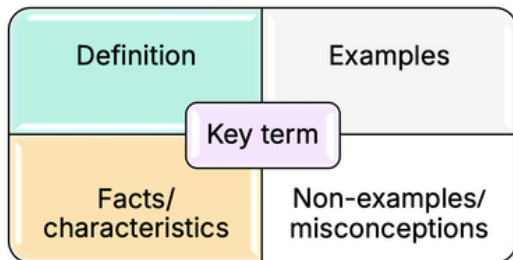 Definition
Examples
Key term
Facts/
characteristics
Non-examples/
misconceptions